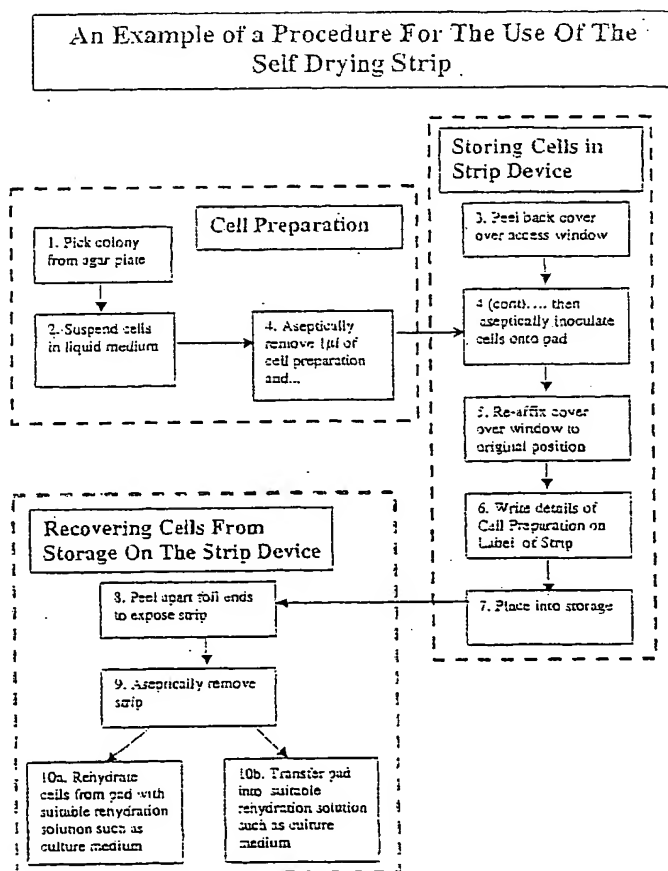 An Example of a Procedure For The Use Of The
Self Drying Strip
Storing Cells in
Strip Device
Cell Preparation
3. Peel back cover
over access window
1. Pick colony
from agar plate
2. Suspend cells
in liquid medium
4. Aseptically
remove 1µl of
cell preparation
and...
4 (cont).... then
aseptically inoculate
cells onto pad
5. Re-affix cover
over window to
original position
6. Write details of
Cell Preparation on
Label of Strip
7. Place into storage
Recovering Cells From
Storage On The Strip Device
8. Peel apart foil ends
to expose strip
9. Aseptically remove
strip
10a. Rehydrate
cells from pad with
suitable rehydration
solution such as
culture medium
10b. Transfer pad
into suitable
rehydration solution
such as culture
medium